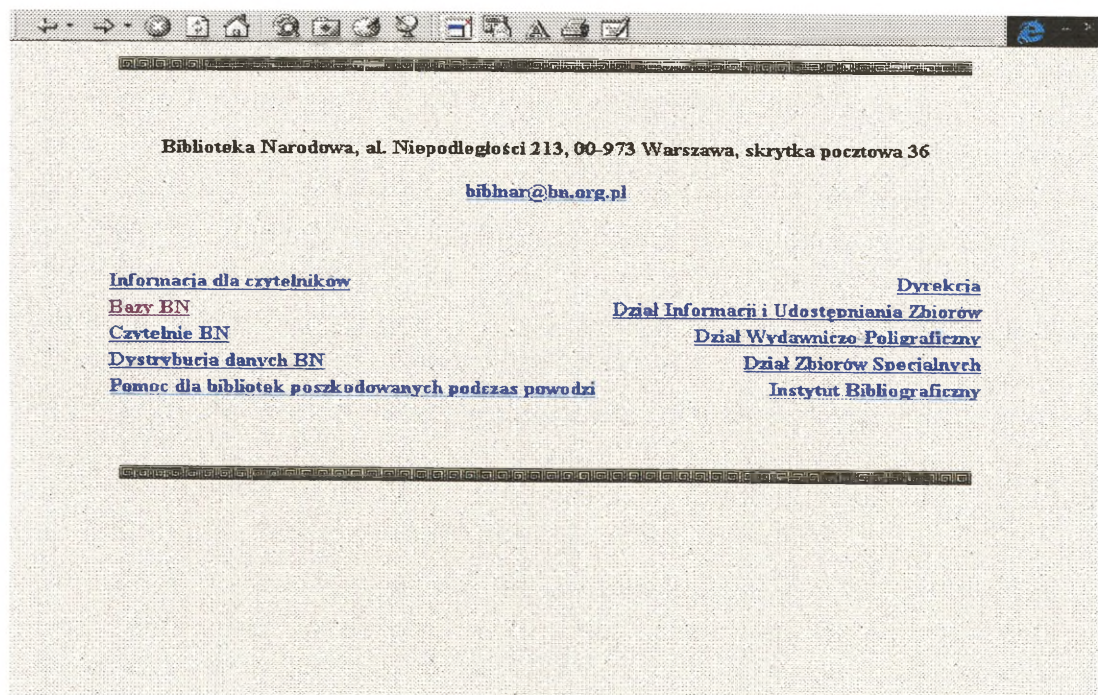 Biblioteka Narodowa, al. Niepodległości 213, 00-973 Warszawa, skrytka pocztowa 36
biblnar@bn.org.pl
Informacja dla czytelników
Bazy BN
Czytelnie BN
Dystrybucja danych BN
Pomoc dla bibliotek poszkodowanych podczas powodzi
Dyrekcja
Dział Informacji i Udostępniania Zbiorów
Dział Wydawniczo Poligraficzny
Dział Zbiorów Specjalnych
Instytut Bibliograficzny